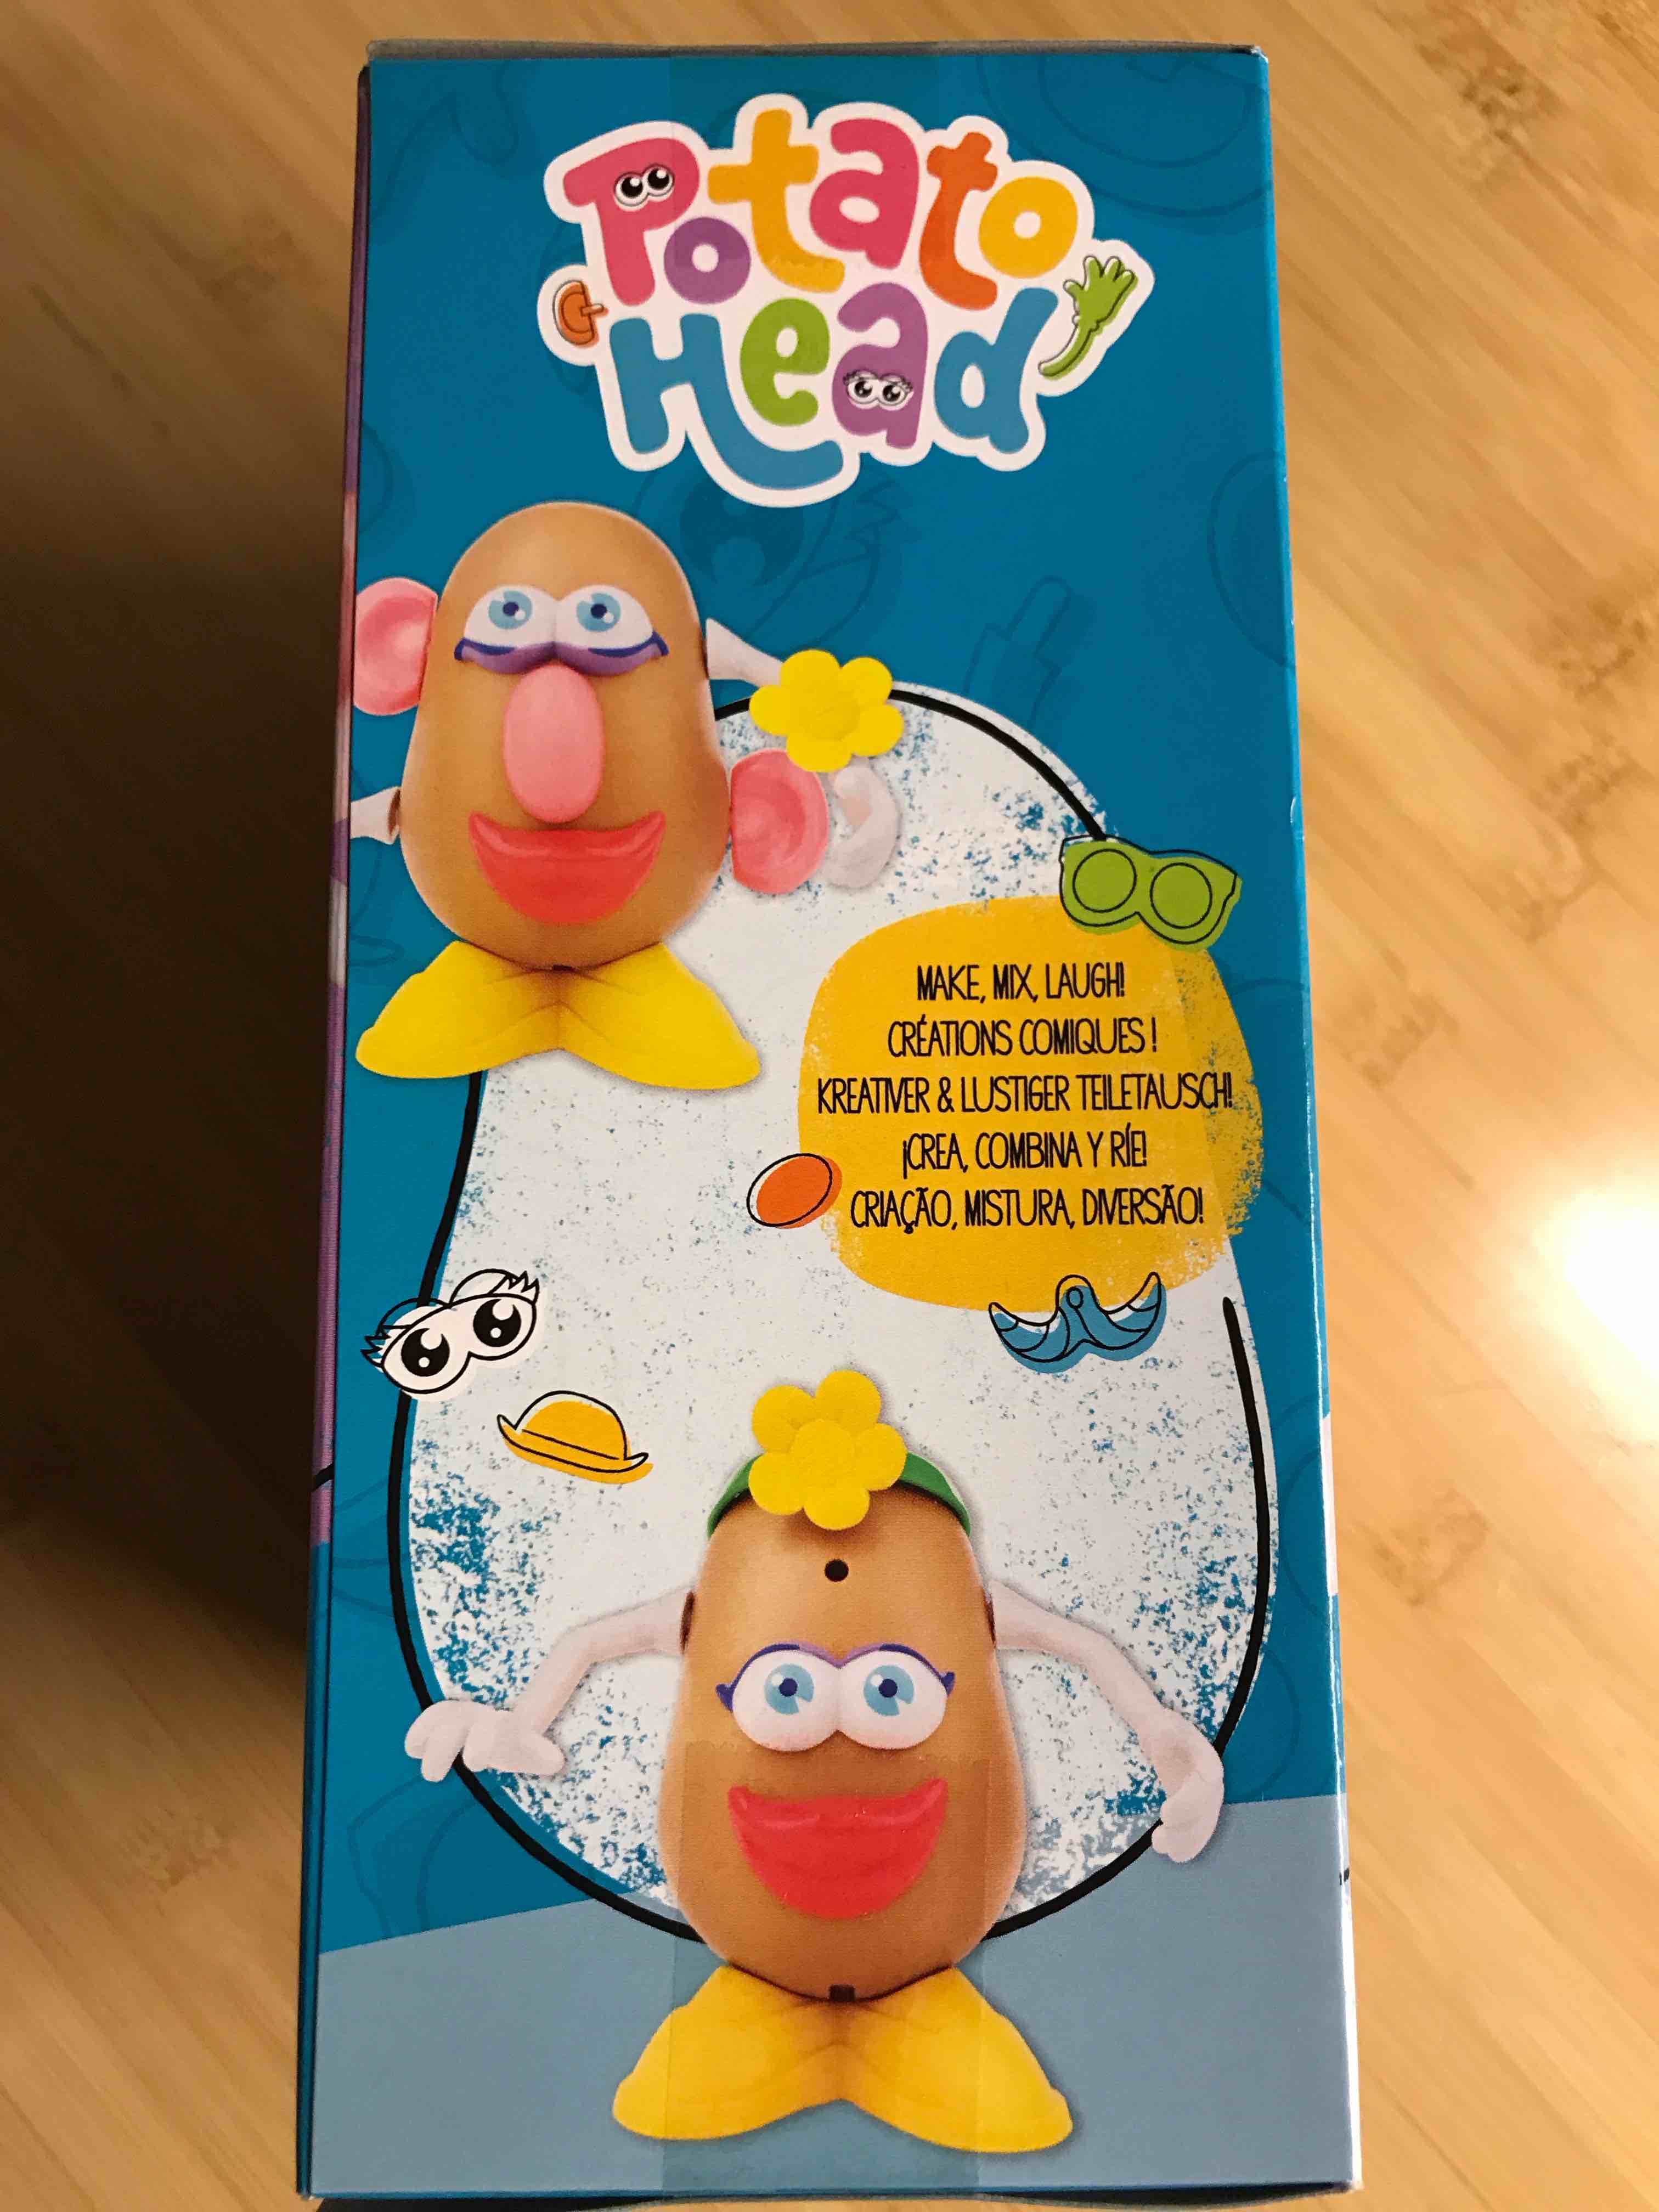 Potato
Head
MAKE, MIX, LAUGH!
CRÉATIONS COMIQUES !
KREATIVER & LUSTIGER TEILETAUSCH!
¡CREA, COMBINA Y RÍE!
CRIAÇÃO, MISTURA, DIVERSÃO!